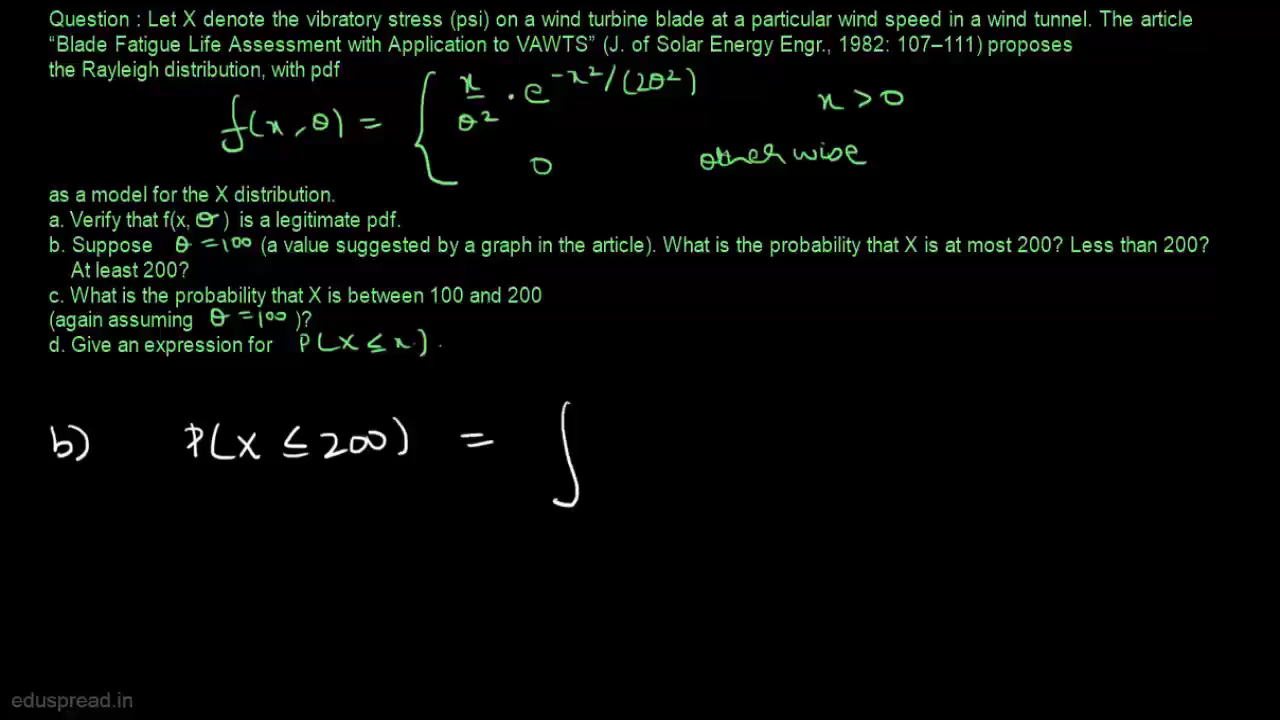 Question : Let X denote the vibratory stress (psi) on a wind turbine blade at a particular wind speed in a wind tunnel. The article
“Blade Fatigue Life Assessment with Application to VAWTS” (J. of Solar Energy Engr., 1982: 107–111) proposes
the Rayleigh distribution, with pdf
f(x, θ) = { x/θ² · e^(-x²/(2θ²)) x > 0
0 otherwise
as a model for the X distribution.
a. Verify that f(x, θ ) is a legitimate pdf.
b. Suppose θ = 100 (a value suggested by a graph in the article). What is the probability that X is at most 200? Less than 200?
At least 200?
c. What is the probability that X is between 100 and 200
(again assuming θ = 100 )?
d. Give an expression for P(X ≤ x) .
b) P(X ≤ 200) = ∫
eduspread.in